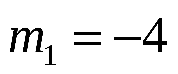 m₁ = −4